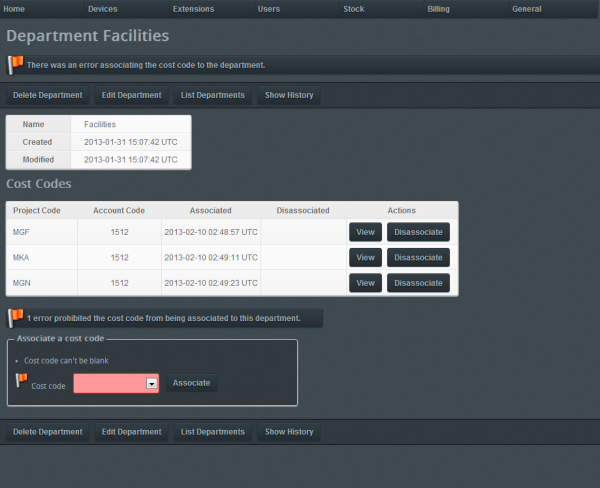 Home Devices Extensions Users Stock Billing General
Department Facilities
There was an error associating the cost code to the department.
Delete Department Edit Department List Departments Show History
Name Facilities
Created 2013-01-31 15:07:42 UTC
Modified 2013-01-31 15:07:42 UTC
Cost Codes
Project Code Account Code Associated Disassociated Actions
MGF 1512 2013-02-10 02:48:57 UTC View Disassociate
MKA 1512 2013-02-10 02:49:11 UTC View Disassociate
MGN 1512 2013-02-10 02:49:23 UTC View Disassociate
1 error prohibited the cost code from being associated to this department.
Associate a cost code
• Cost code can't be blank
Cost code Associate
Delete Department Edit Department List Departments Show History